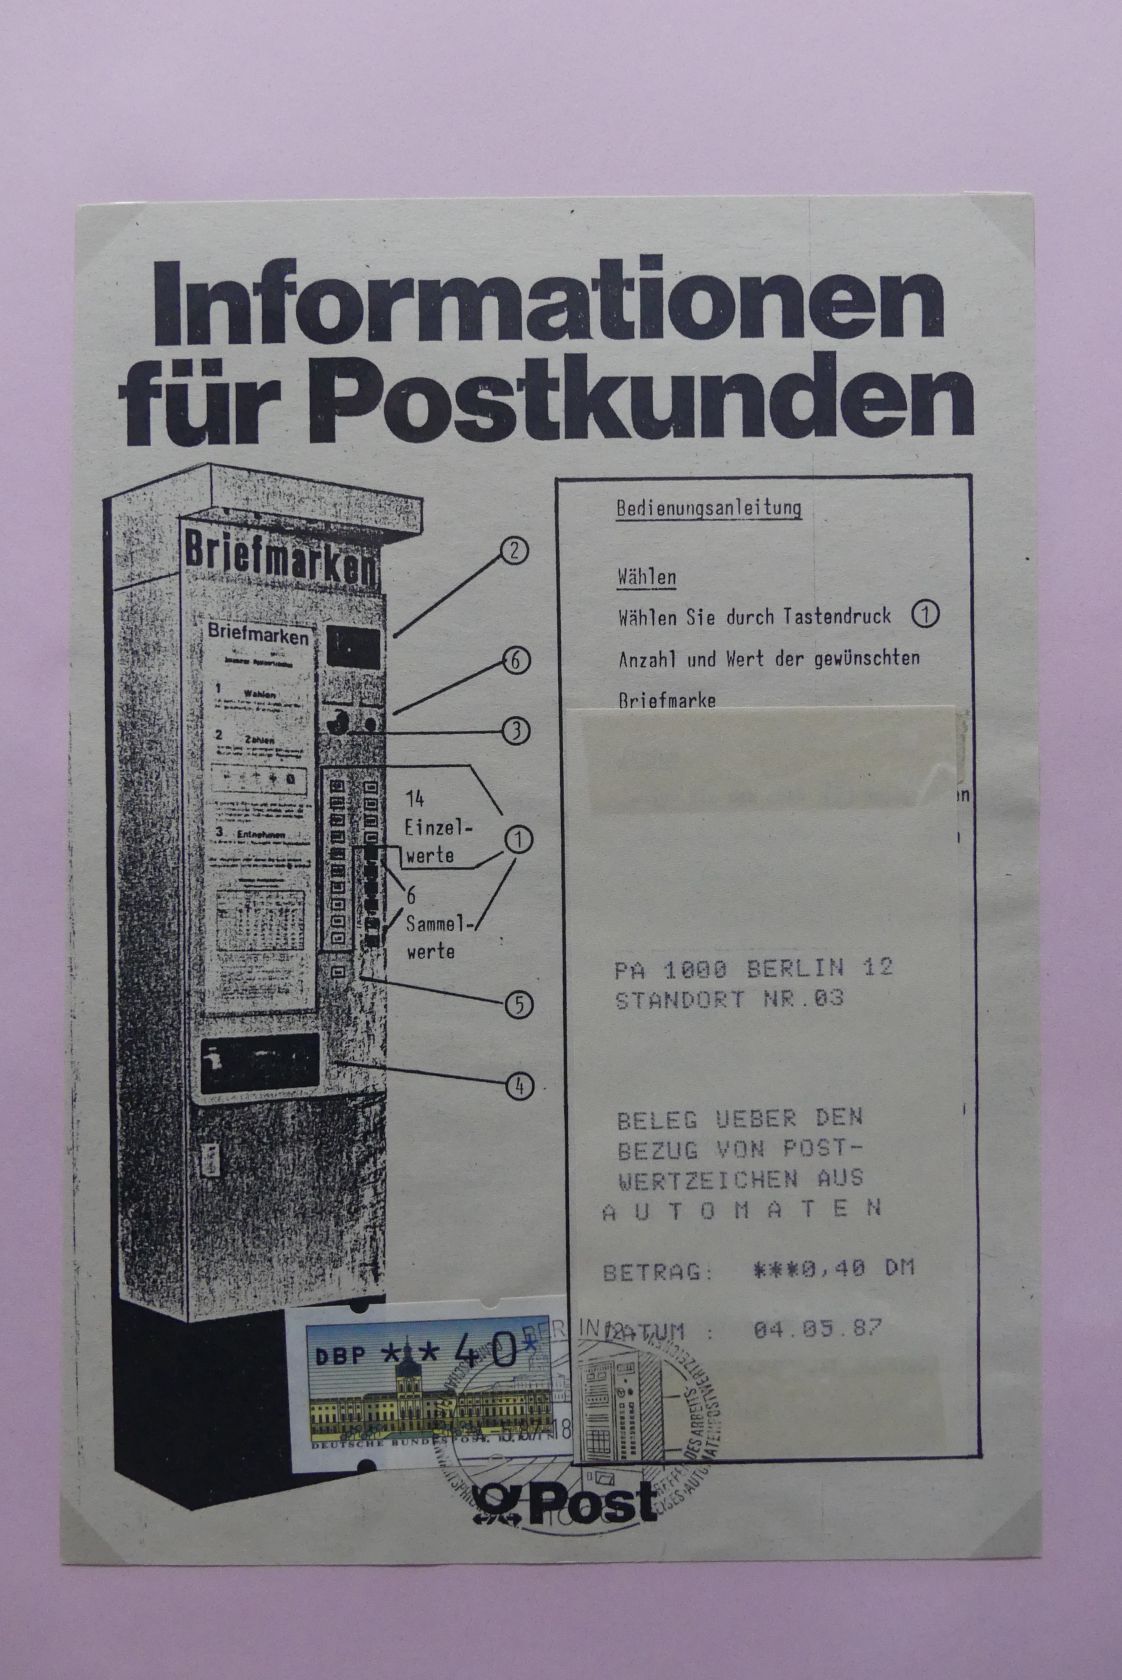 Informationen
für Postkunden
Briefmarken
Briefmarken
1 Wählen
2 Zahlen
3 Entnehmen
2
6
3
14
Einzel-
werte
1
6
Sammel-
werte
5
4
Bedienungsanleitung
Wählen
Wählen Sie durch Tastendruck 1
Anzahl und Wert der gewünschten
Briefmarke
en
PA 1000 BERLIN 12
STANDORT NR.03
BELEG UEBER DEN
BEZUG VON POST-
WERTZEICHEN AUS
A U T O M A T E N
BETRAG: ***0,40 DM
DATUM : 04.05.87
DBP **40*
DEUTSCHE BUNDESPOST
BERLIN 12
Post